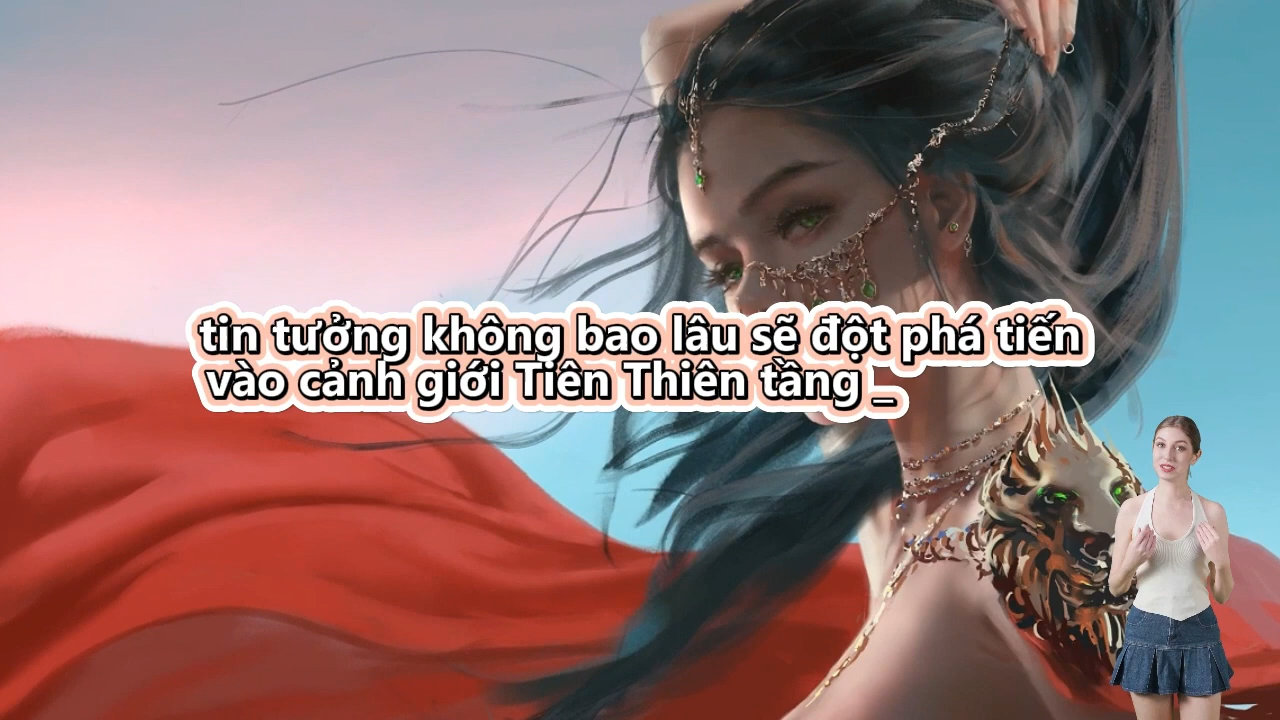 tin tưởng không bao lâu sẽ đột phá tiến
vào cảnh giới Tiên Thiên tầng _